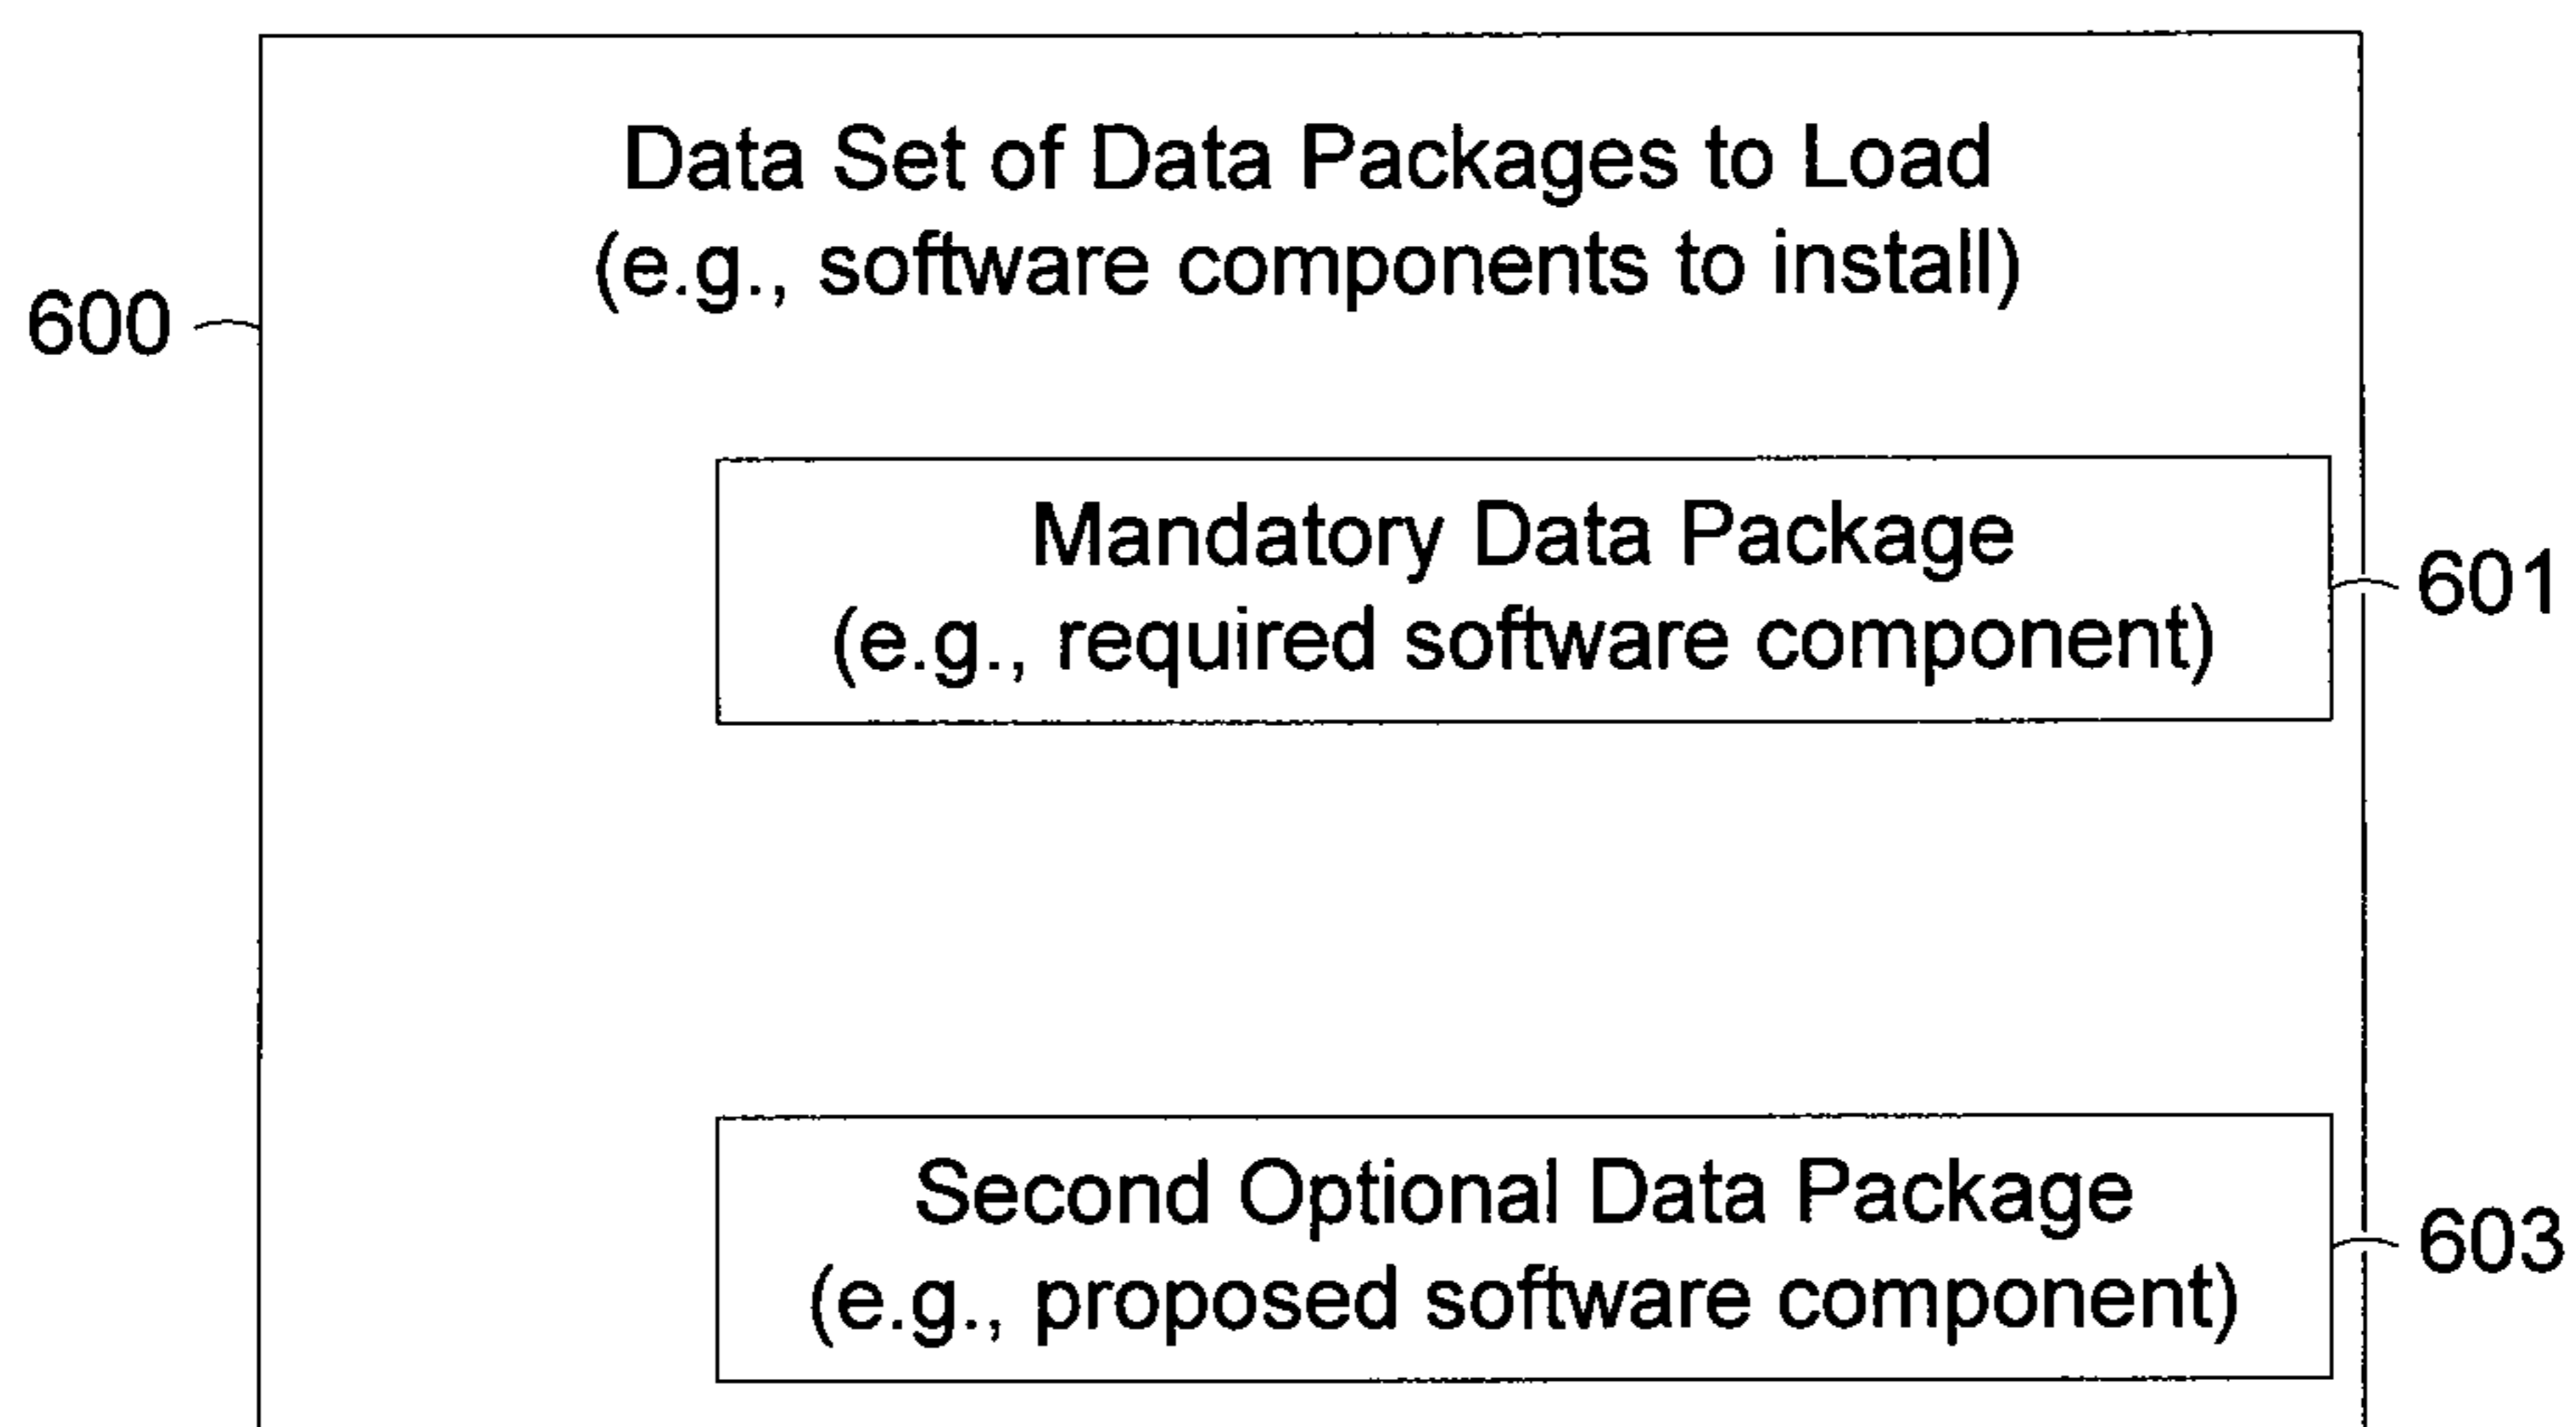 Data Set of Data Packages to Load
(e.g., software components to install)
600
Mandatory Data Package
(e.g., required software component)
601
Second Optional Data Package
(e.g., proposed software component)
603